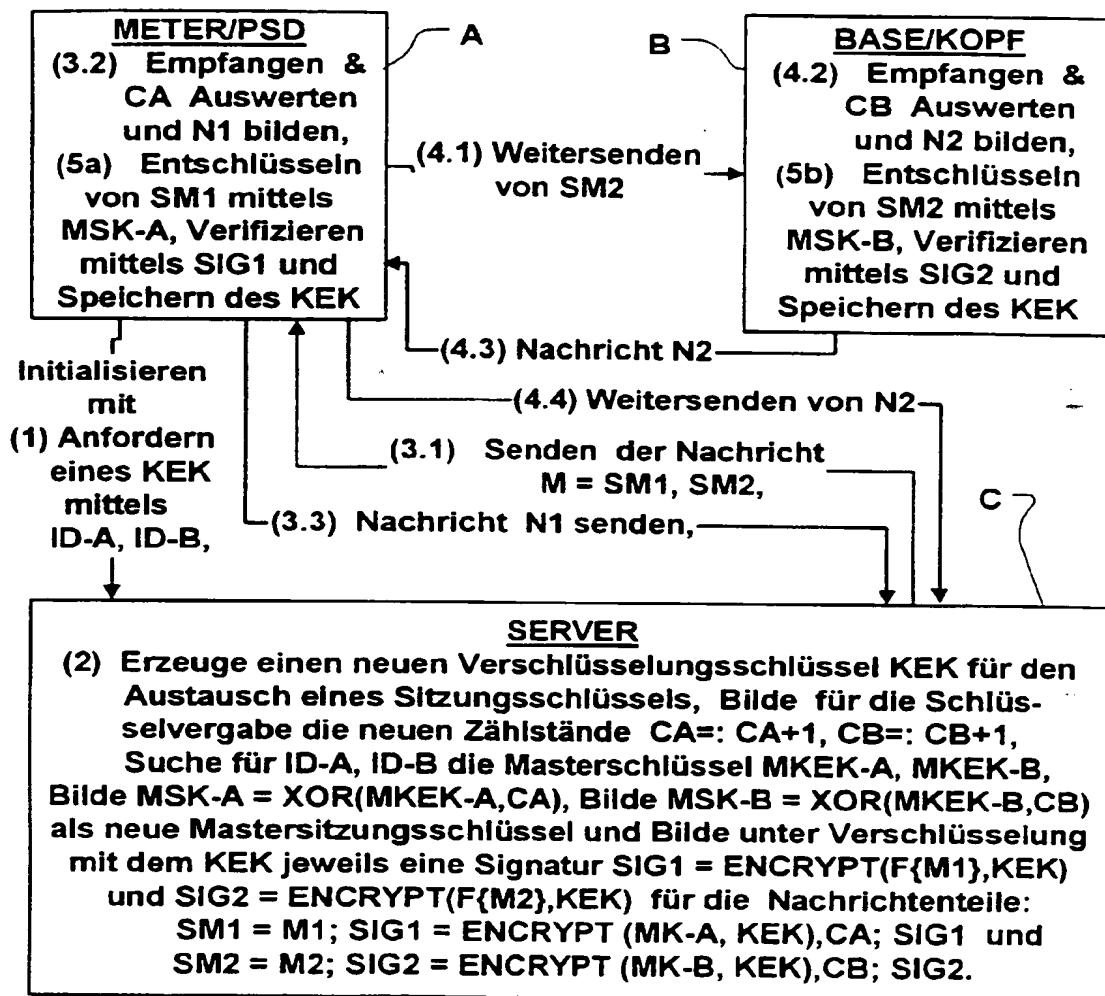 METER/PSD
(3.2) Empfangen &
CA Auswerten
und N1 bilden,
(5a) Entschlüsseln
von SM1 mittels
MSK-A, Verifizieren
mittels SIG1 und
Speichern des KEK
A
B
BASE/KOPF
(4.2) Empfangen &
CB Auswerten
und N2 bilden,
(5b) Entschlüsseln
von SM2 mittels
MSK-B, Verifizieren
mittels SIG2 und
Speichern des KEK
(4.1) Weitersenden
von SM2
(4.3) Nachricht N2
(4.4) Weitersenden von N2
(3.1) Senden der Nachricht
M = SM1, SM2,
(3.3) Nachricht N1 senden,
Initialisieren
mit
(1) Anfordern
eines KEK
mittels
ID-A, ID-B,
C
SERVER
(2) Erzeuge einen neuen Verschlüsselungsschlüssel KEK für den
Austausch eines Sitzungsschlüssels, Bilde für die Schlüs-
selvergabe die neuen Zählstände CA=: CA+1, CB=: CB+1,
Suche für ID-A, ID-B die Masterschlüssel MKEK-A, MKEK-B,
Bilde MSK-A = XOR(MKEK-A,CA), Bilde MSK-B = XOR(MKEK-B,CB)
als neue Mastersitzungsschlüssel und Bilde unter Verschlüsselung
mit dem KEK jeweils eine Signatur SIG1 = ENCRYPT(F{M1},KEK)
und SIG2 = ENCRYPT(F{M2},KEK) für die Nachrichtenteile:
SM1 = M1; SIG1 = ENCRYPT (MK-A, KEK),CA; SIG1 und
SM2 = M2; SIG2 = ENCRYPT (MK-B, KEK),CB; SIG2.